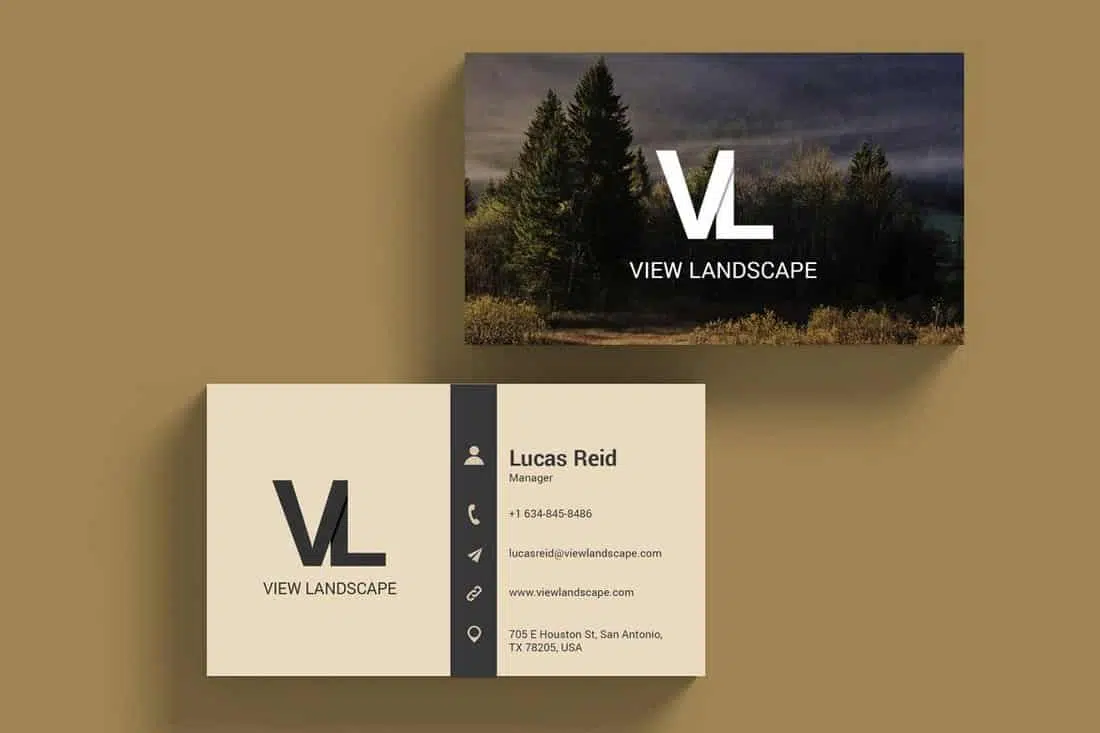 VL
VIEW LANDSCAPE
VL
VIEW LANDSCAPE
Lucas Reid
Manager
+1 634-845-8486
lucasreid@viewlandscape.com
www.viewlandscape.com
705 E Houston St, San Antonio,
TX 78205, USA